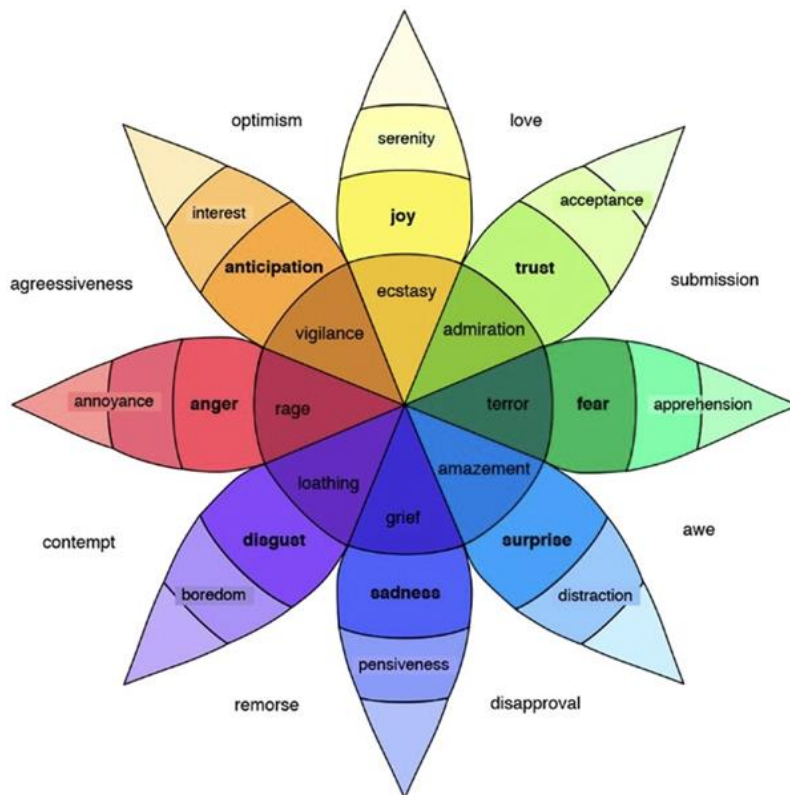 optimism
love
serenity
acceptance
interest
joy
anticipation
trust
agreessiveness
submission
ecstasy
vigilance
admiration
annoyance
anger
rage
terror
fear
apprehension
loathing
amazement
grief
contempt
disgust
surprise
awe
boredom
sadness
distraction
pensiveness
remorse
disapproval